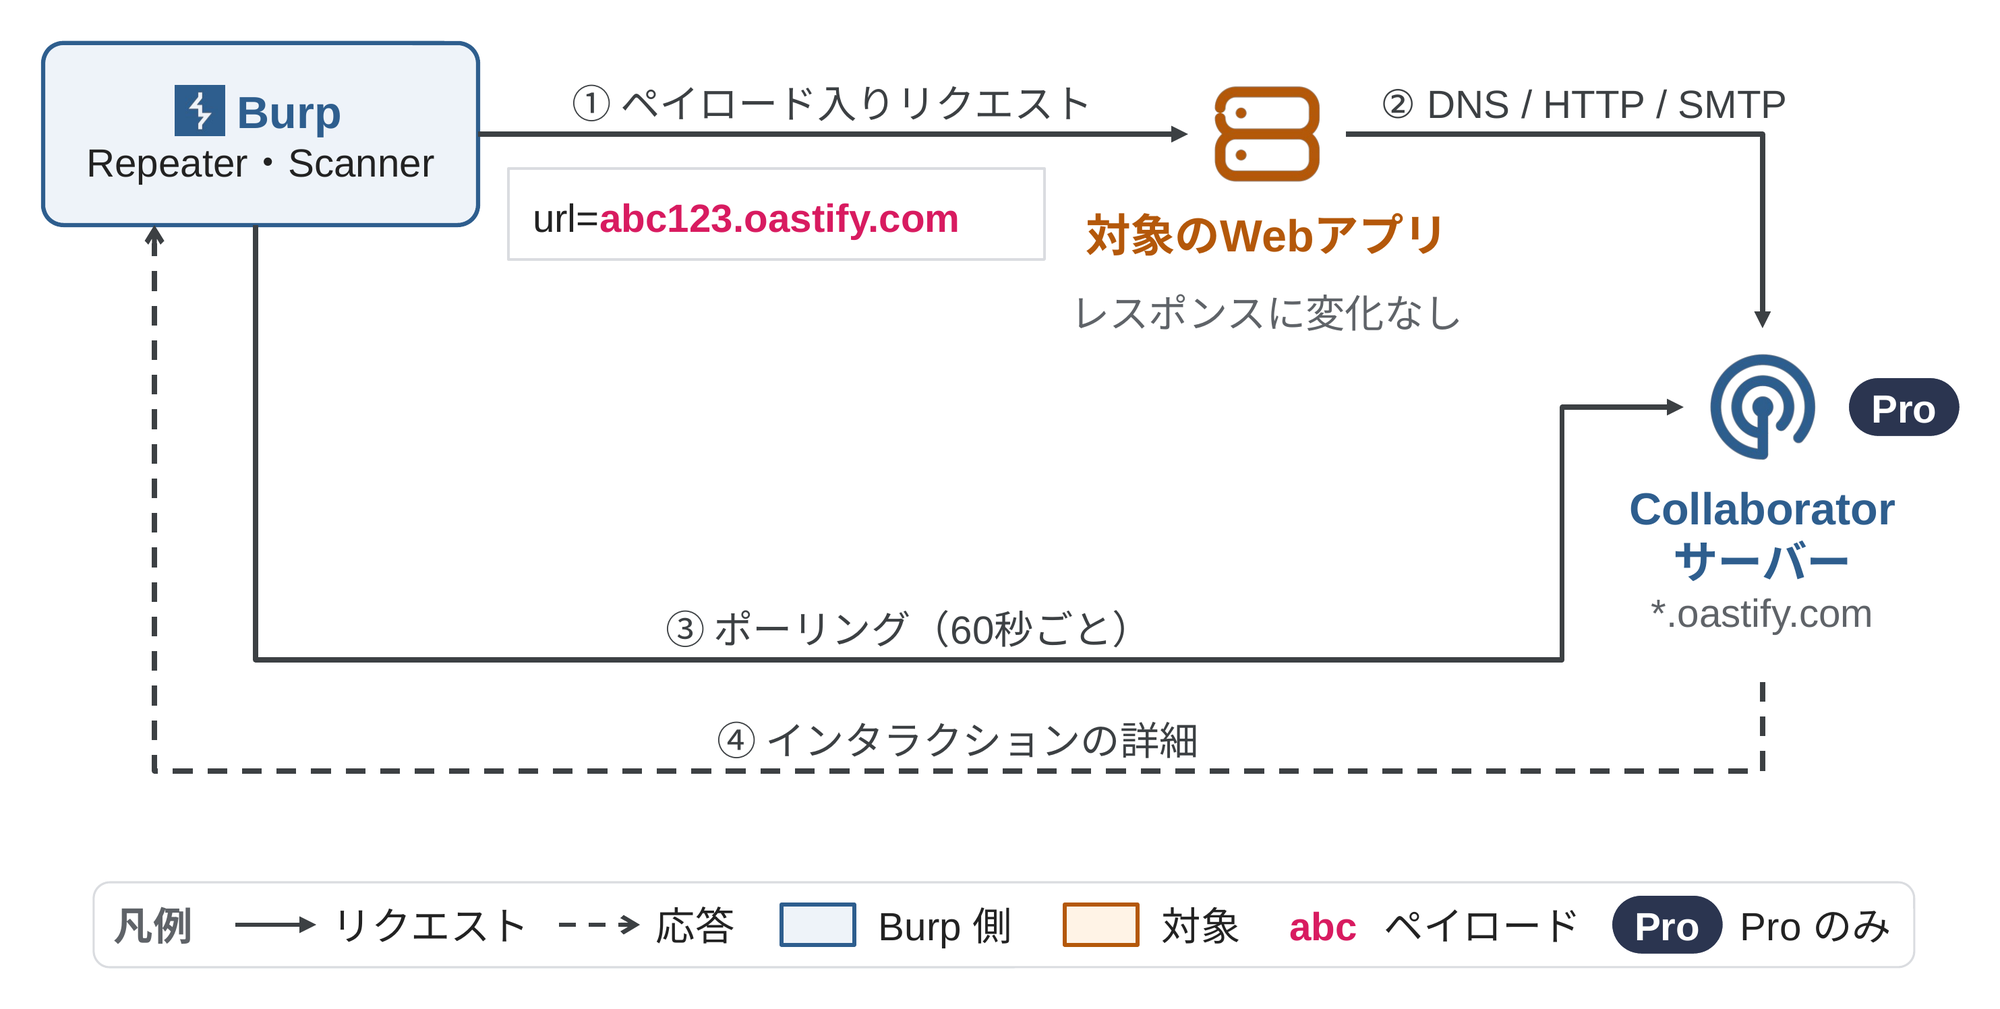 Burp
Repeater・Scanner
① ペイロード入りリクエスト
② DNS / HTTP / SMTP
url=abc123.oastify.com
対象のWebアプリ
レスポンスに変化なし
Pro
Collaborator
サーバー
*.oastify.com
③ ポーリング（60秒ごと）
④ インタラクションの詳細
凡例 リクエスト 応答 Burp 側 対象 abc ペイロード Pro Pro のみ